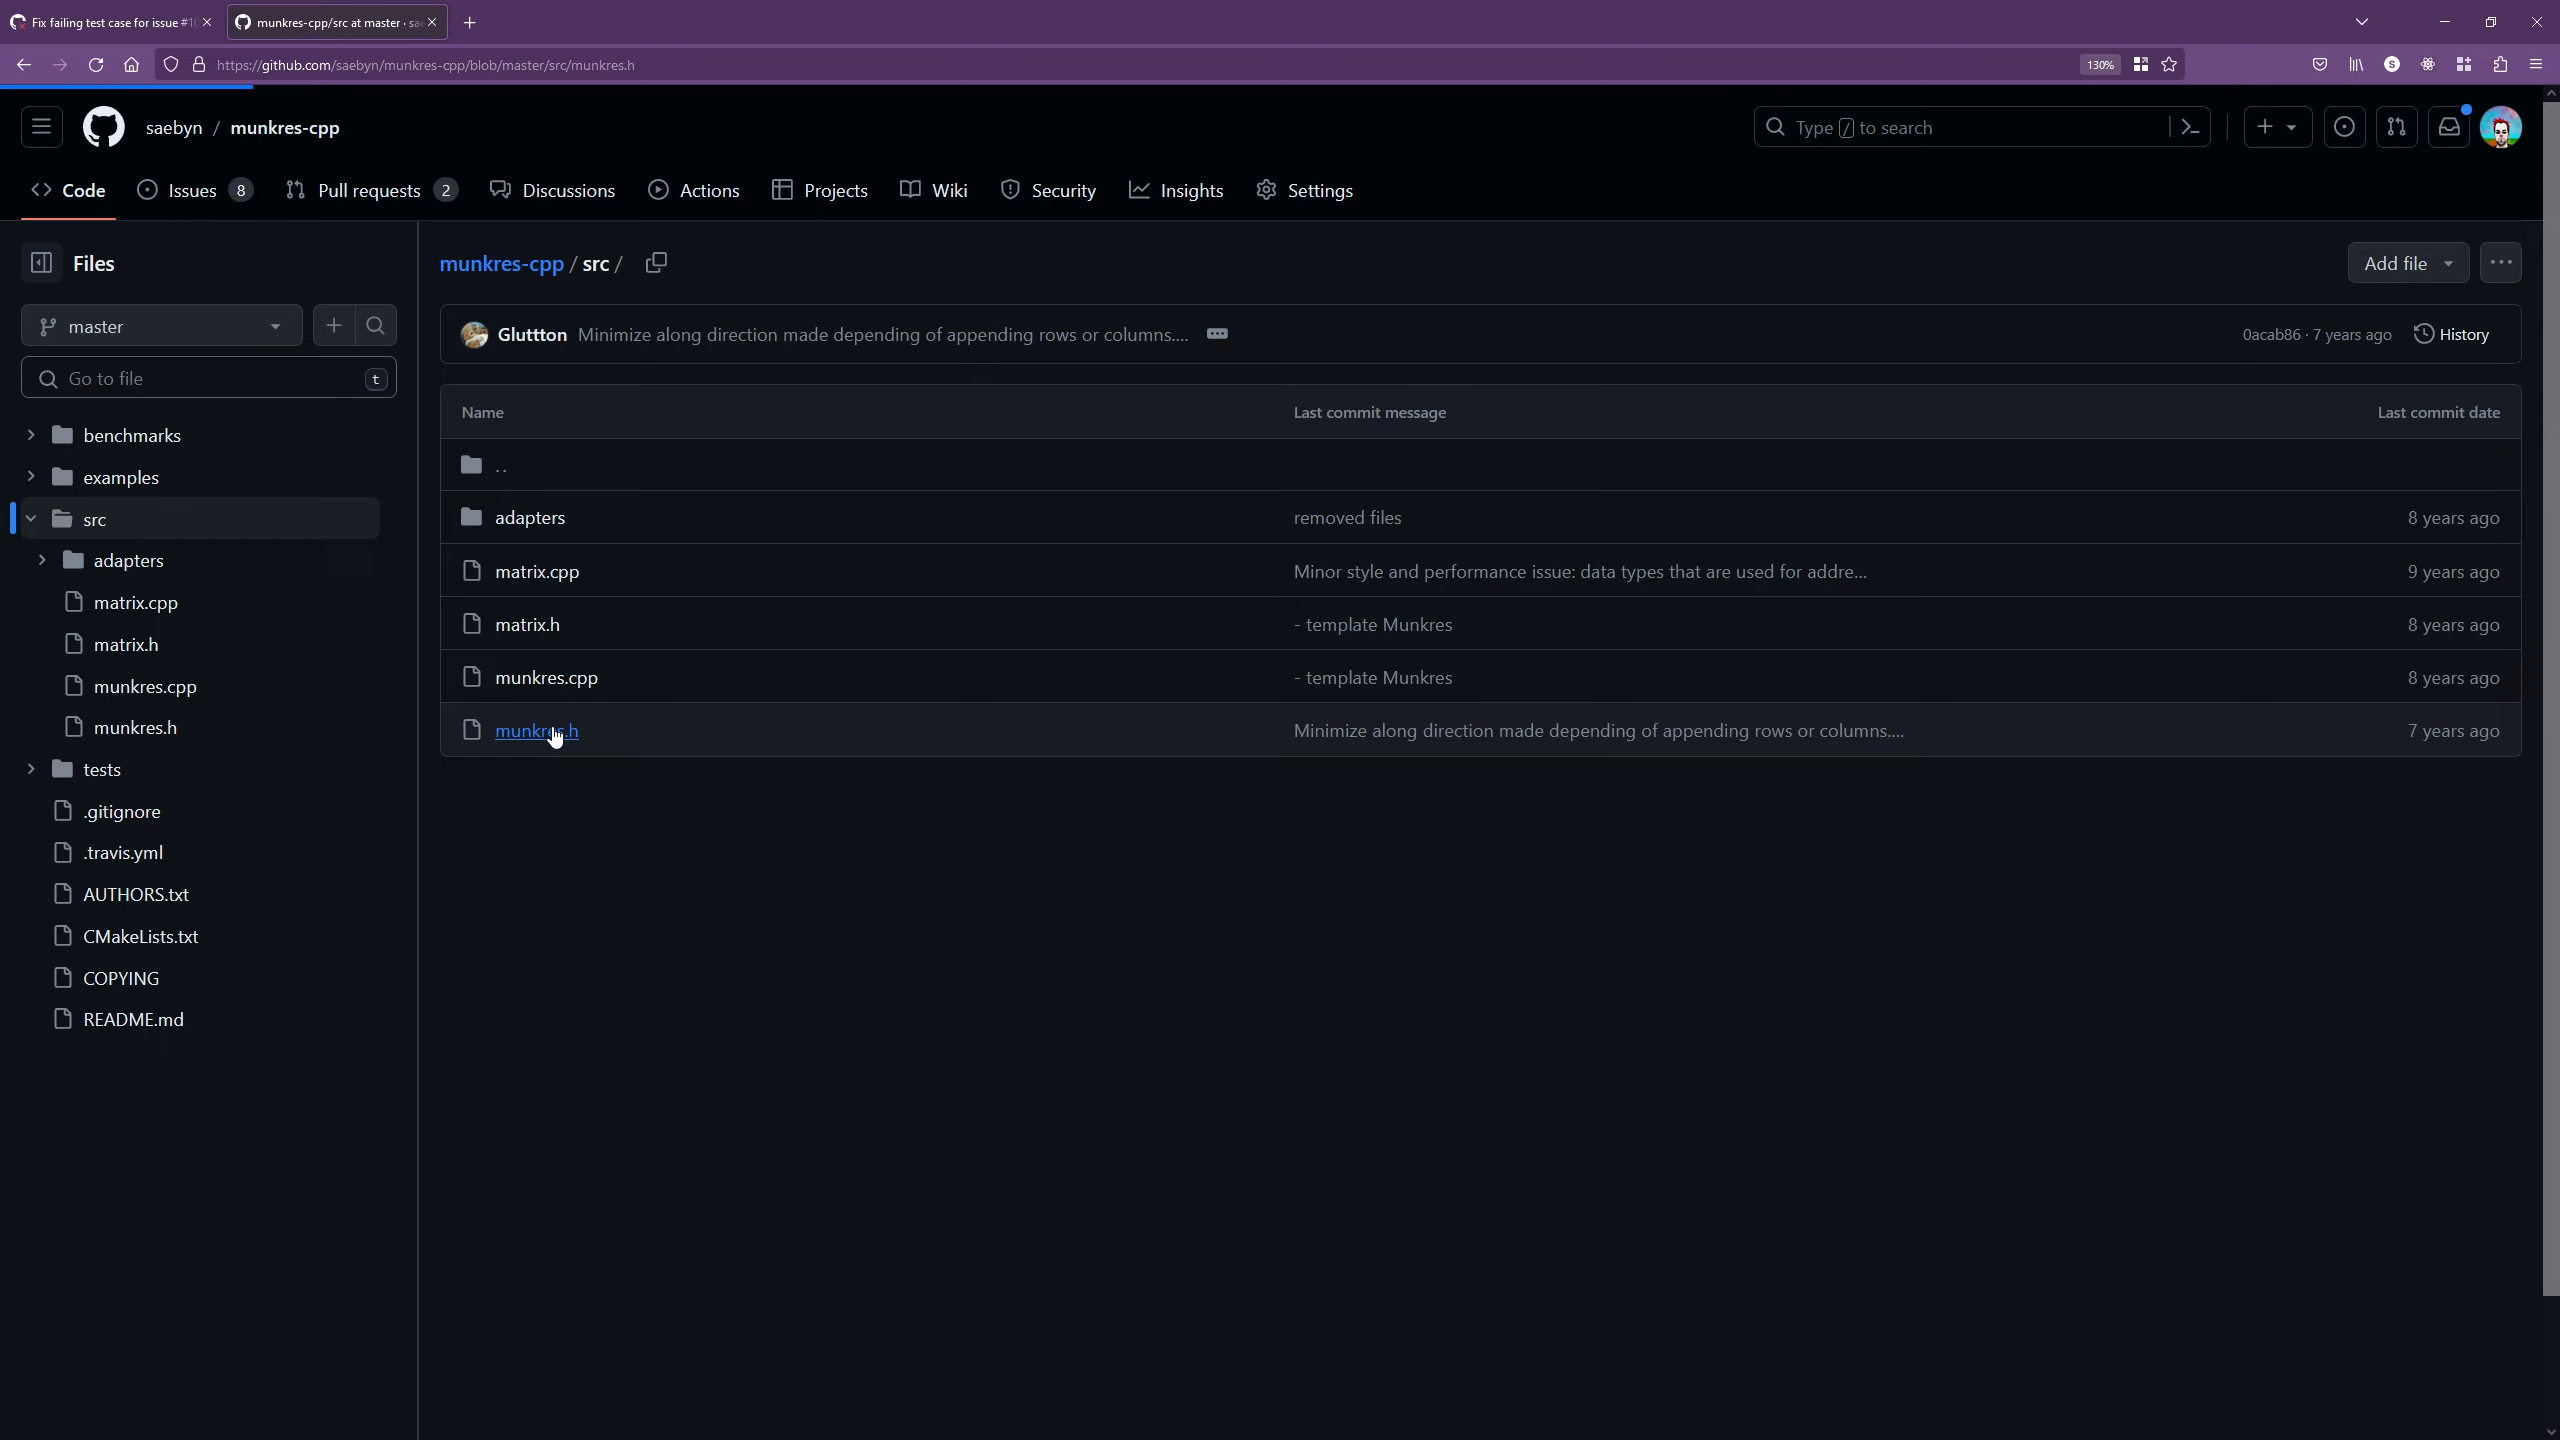 Fix failing test case for issue #10
munkres-cpp/src at master · sae
https://github.com/saebyn/munkres-cpp/blob/master/src/munkres.h
130%
S
saebyn / munkres-cpp
Type / to search
Code
Issues 8
Pull requests 2
Discussions
Actions
Projects
Wiki
Security
Insights
Settings
Files
master
Go to file
t
benchmarks
examples
src
adapters
matrix.cpp
matrix.h
munkres.cpp
munkres.h
tests
.gitignore
.travis.yml
AUTHORS.txt
CMakeLists.txt
COPYING
README.md
munkres-cpp / src /
Add file
Gluttton Minimize along direction made depending of appending rows or columns....
0acab86 · 7 years ago
History
Name Last commit message Last commit date
..
adapters removed files 8 years ago
matrix.cpp Minor style and performance issue: data types that are used for addre... 9 years ago
matrix.h - template Munkres 8 years ago
munkres.cpp - template Munkres 8 years ago
munkres.h Minimize along direction made depending of appending rows or columns.... 7 years ago